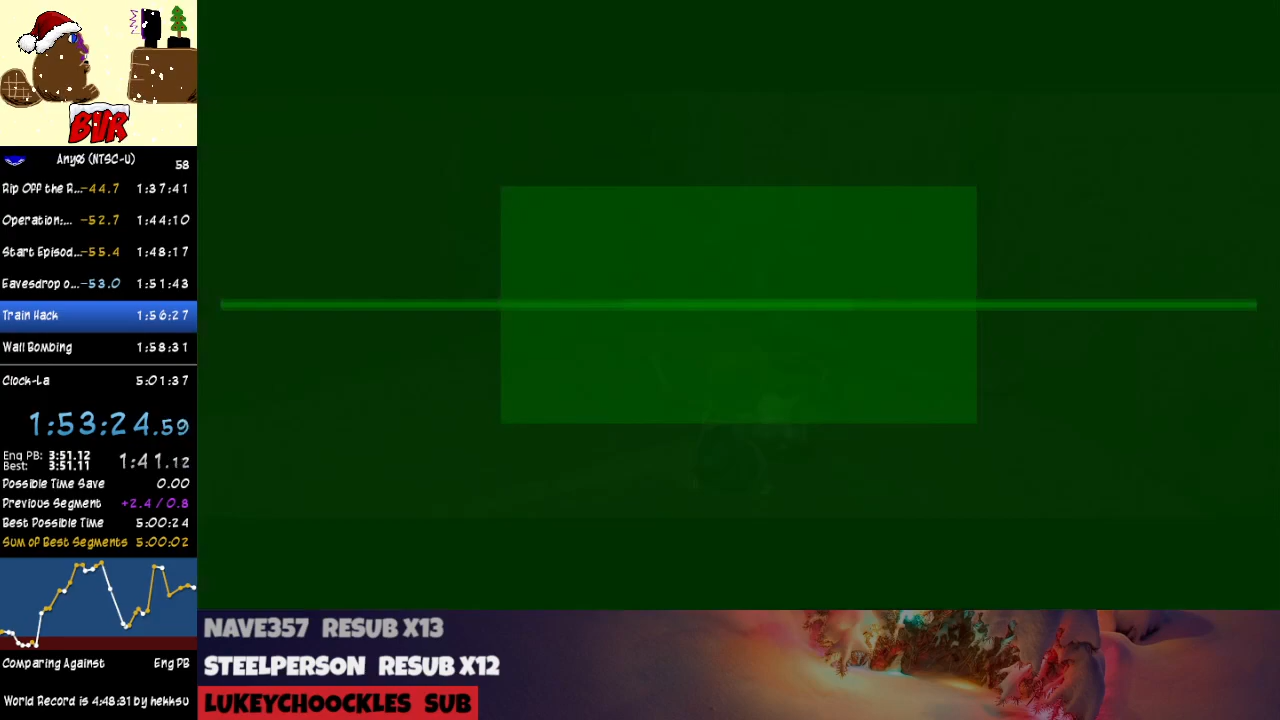 BVR
Any% (NTSC-U)
58
Rip Off the R... -44.7 1:37:41
Operation:... -52.7 1:44:10
Start Episod... -55.4 1:48:17
Eavesdrop o... -53.0 1:51:43
Train Hack 1:56:27
Wall Bombing 1:58:31
Clock-La 5:01:37
1:53:24.59
Eng PB: 3:51.12
Best: 3:51.11
1:41.12
Possible Time Save 0.00
Previous Segment +2.4 / 0.8
Best Possible Time 5:00:24
Sum of Best Segments 5:00:02
Comparing Against Eng PB
World Record is 4:48:31 by hekksu
NAVE357 RESUB X13
STEELPERSON RESUB X12
LUKEYCHOOCKLES SUB